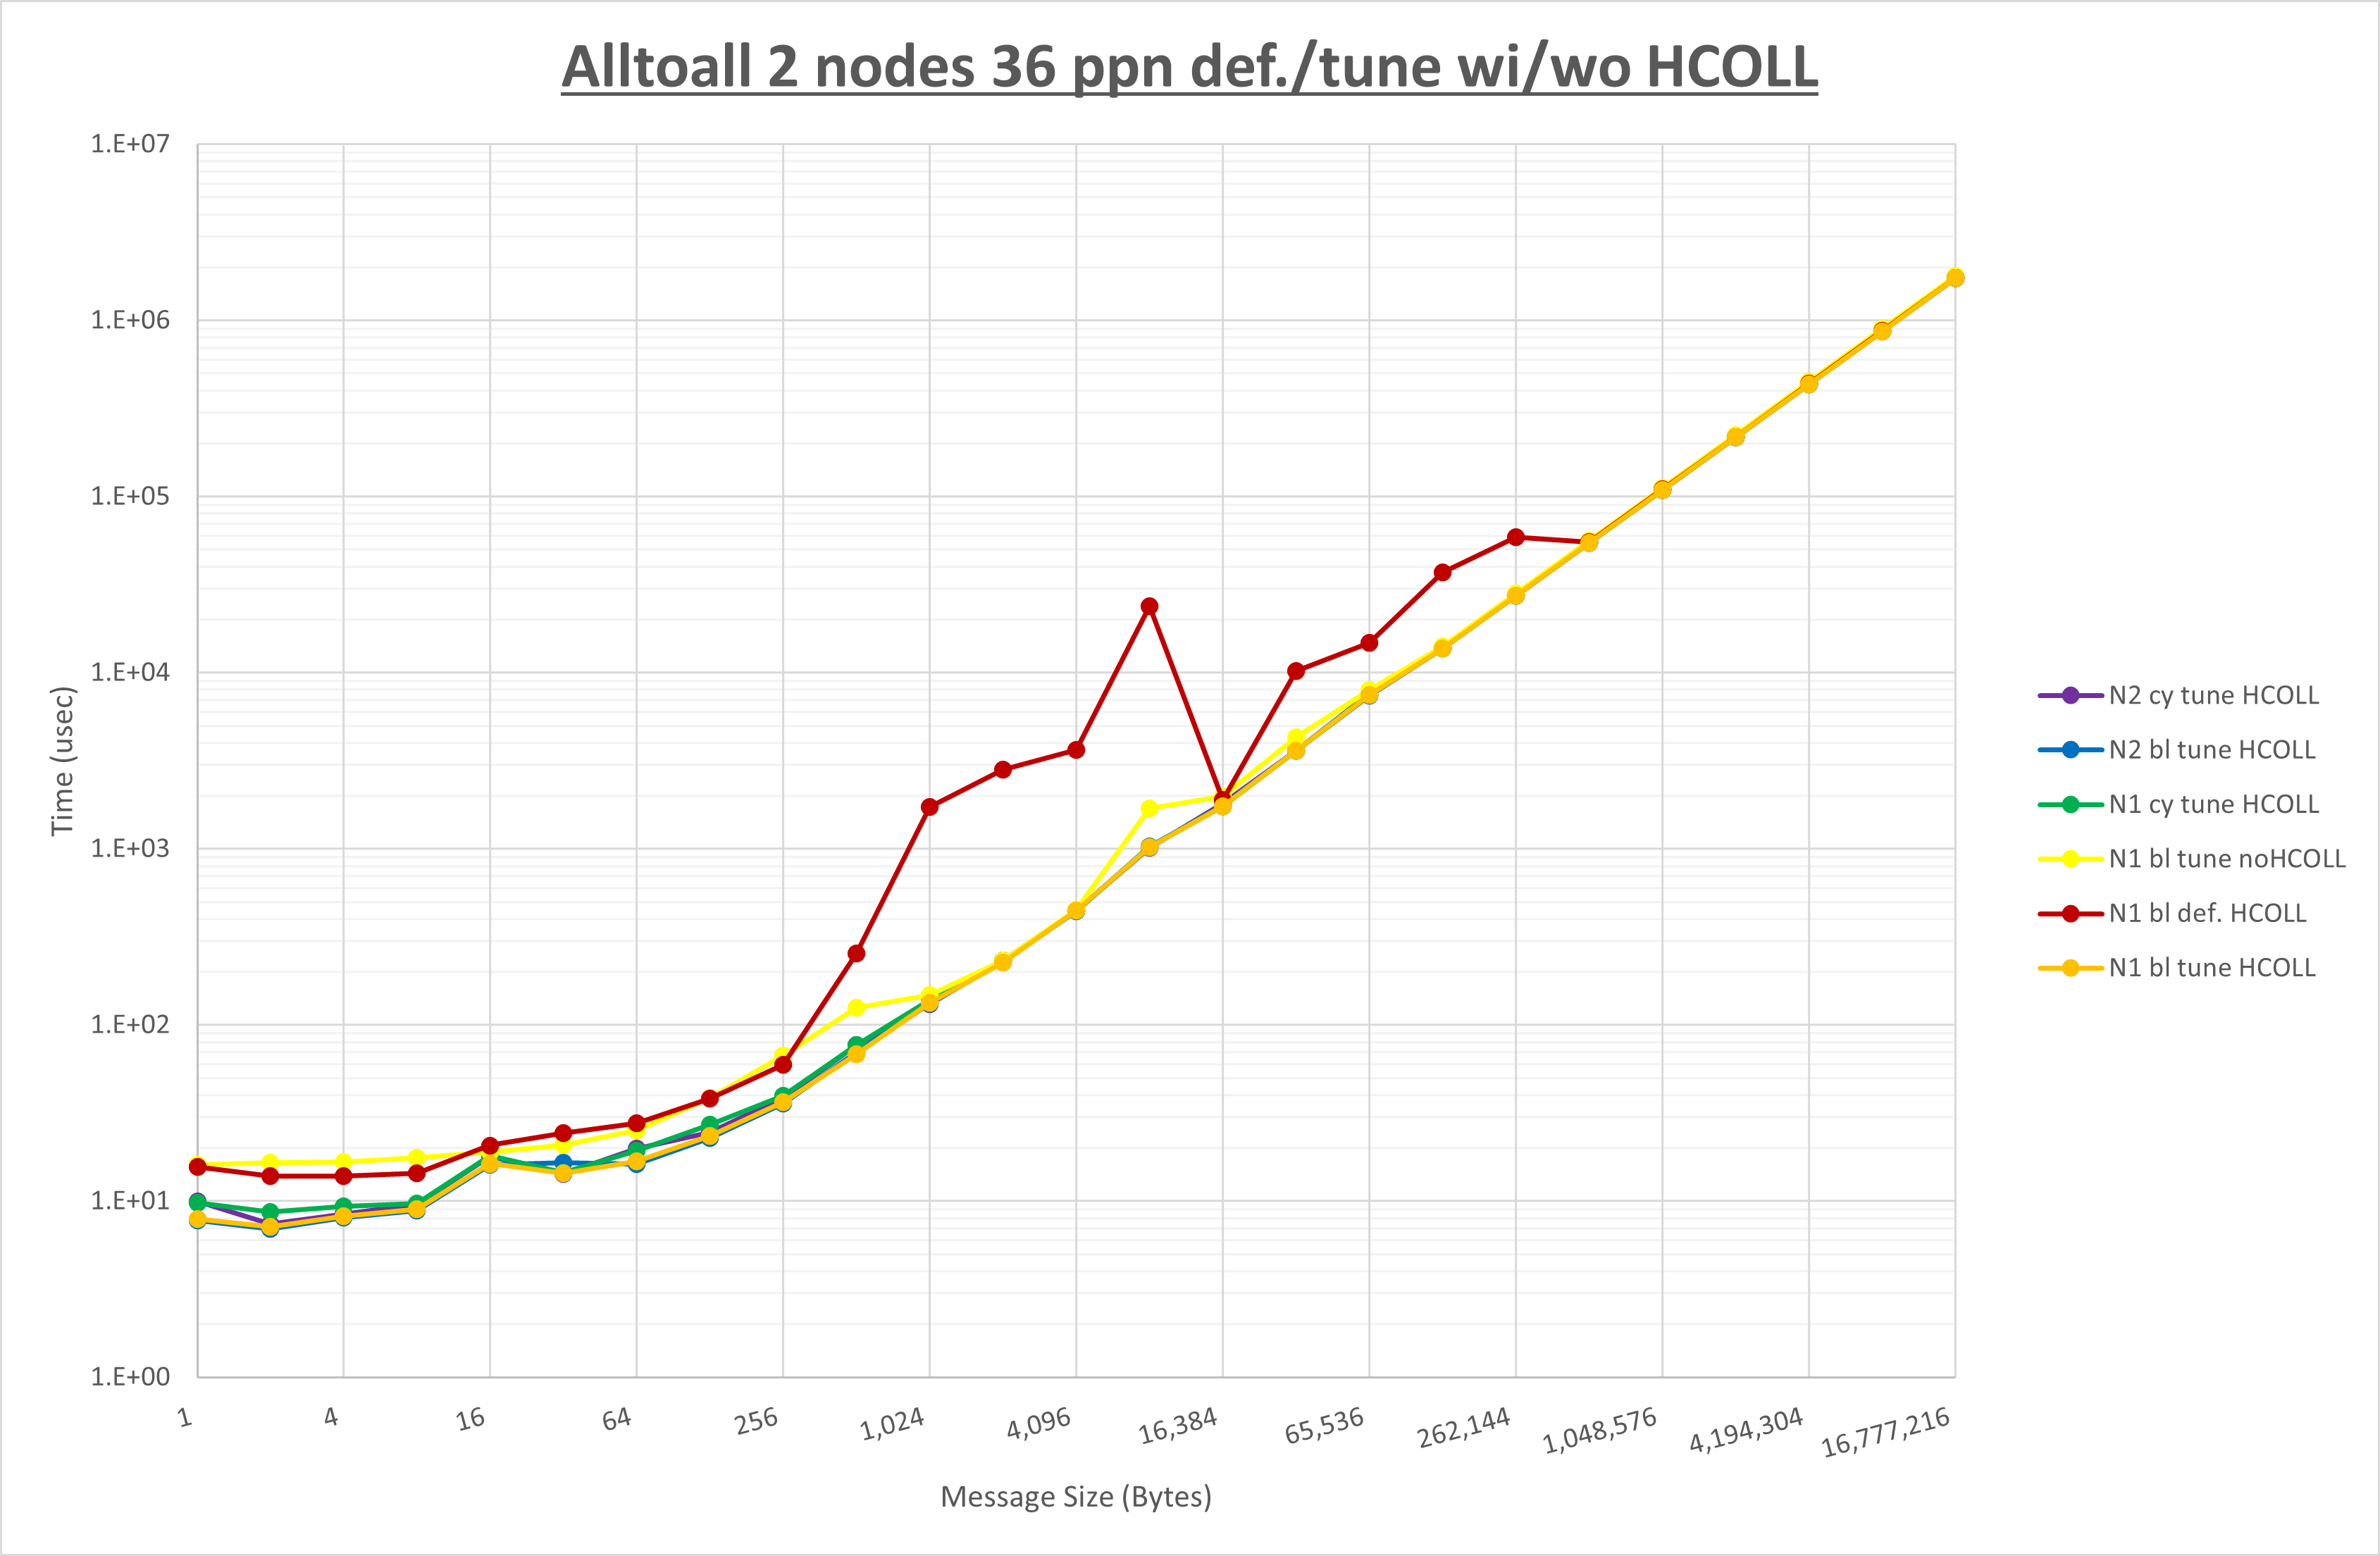 Alltoall 2 nodes 36 ppn def./tune wi/wo HCOLL
1.E+07
1.E+06
1.E+05
1.E+04
1.E+03
1.E+02
1.E+01
1.E+00
Time (usec)
1 4 16 64 256 1,024 4,096 16,384 65,536 262,144 1,048,576 4,194,304 16,777,216
Message Size (Bytes)
N2 cy tune HCOLL
N2 bl tune HCOLL
N1 cy tune HCOLL
N1 bl tune noHCOLL
N1 bl def. HCOLL
N1 bl tune HCOLL